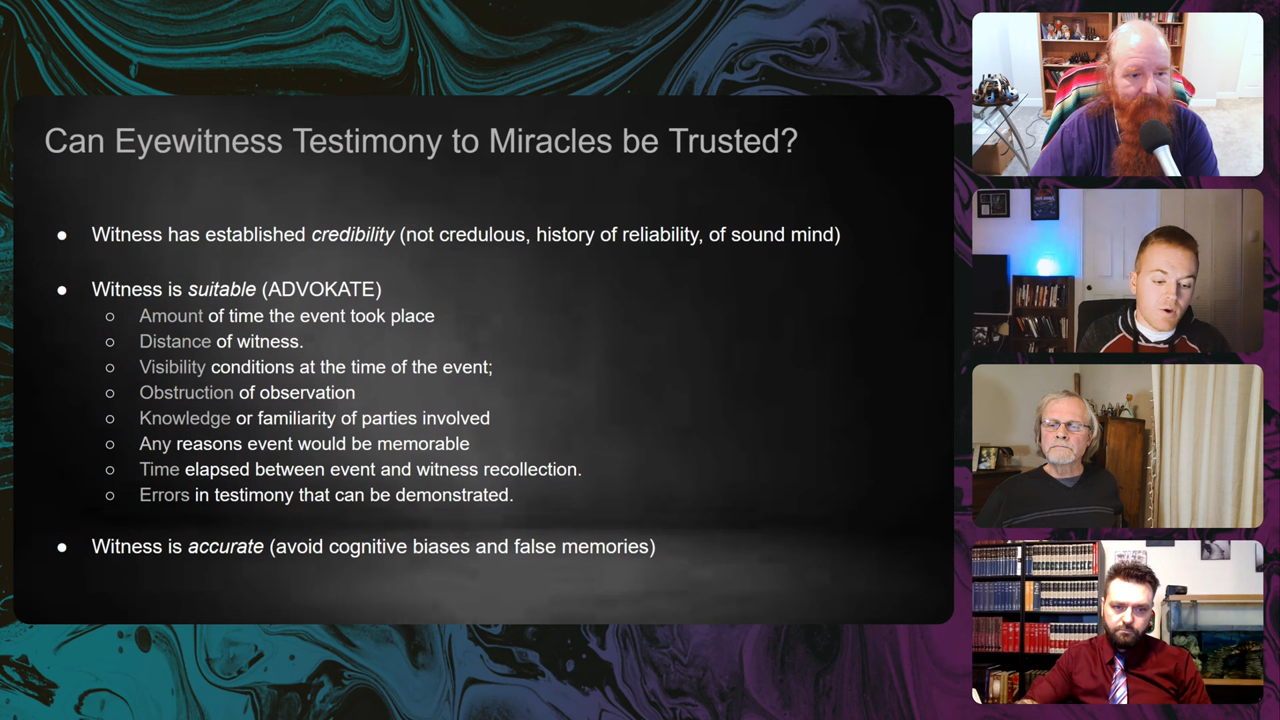 Can Eyewitness Testimony to Miracles be Trusted?
● Witness has established credibility (not credulous, history of reliability, of sound mind)
● Witness is suitable (ADVOKATE)
○ Amount of time the event took place
○ Distance of witness.
○ Visibility conditions at the time of the event;
○ Obstruction of observation
○ Knowledge or familiarity of parties involved
○ Any reasons event would be memorable
○ Time elapsed between event and witness recollection.
○ Errors in testimony that can be demonstrated.
● Witness is accurate (avoid cognitive biases and false memories)